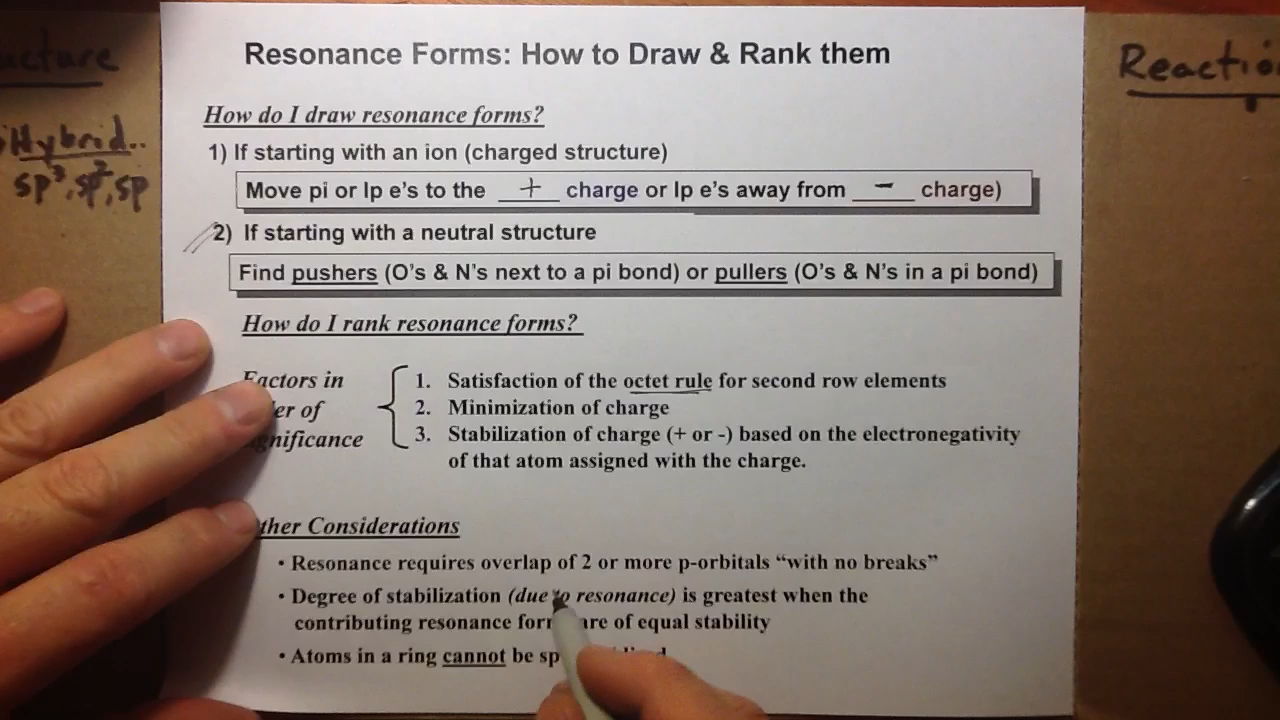 Resonance Forms: How to Draw & Rank them
How do I draw resonance forms?
1) If starting with an ion (charged structure)
Move pi or lp e's to the + charge or lp e's away from – charge)
2) If starting with a neutral structure
Find pushers (O's & N's next to a pi bond) or pullers (O's & N's in a pi bond)
How do I rank resonance forms?
Factors in
of
1. Satisfaction of the octet rule for second row elements
2. Minimization of charge
3. Stabilization of charge (+ or -) based on the electronegativity
of that atom assigned with the charge.
Considerations
• Resonance requires overlap of 2 or more p-orbitals “with no breaks”
• Degree of stabilization (due to resonance) is greatest when the
contributing resonance are of equal stability
• Atoms in a ring cannot be
Hybrid..
sp³, sp², sp